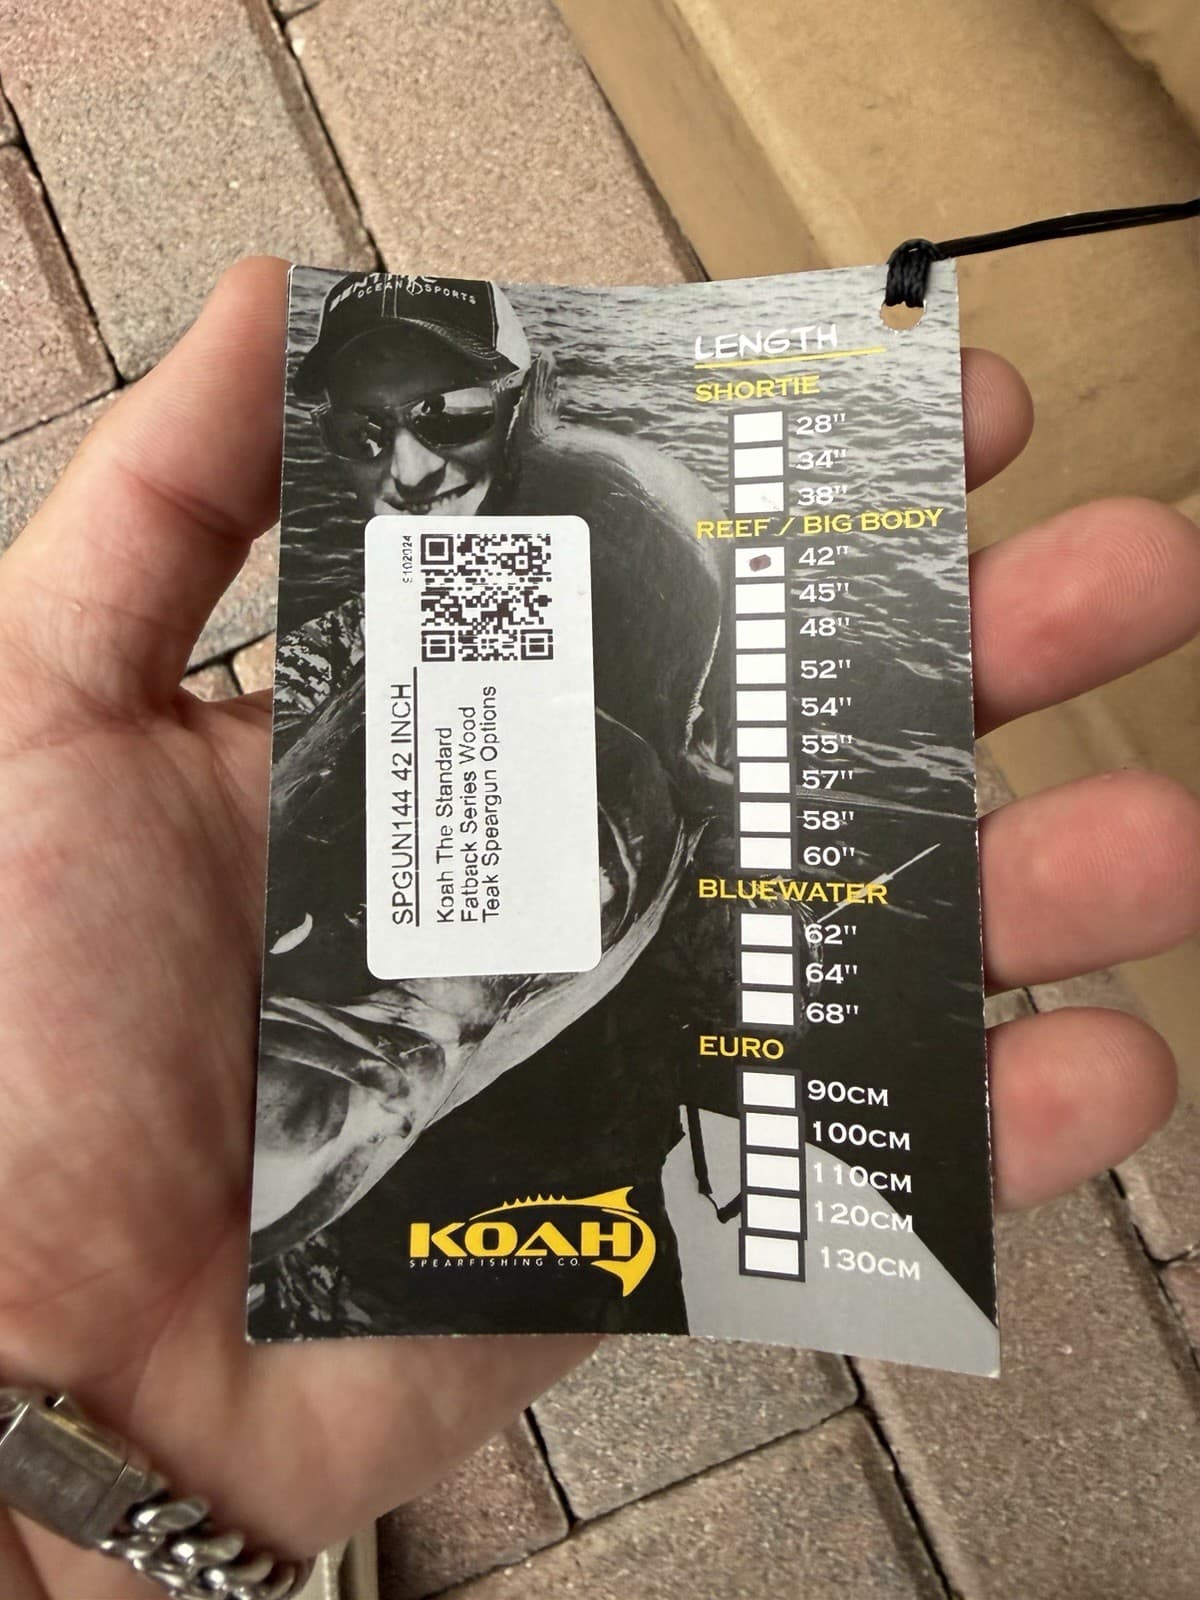 OCEAN SPORTS
LENGTH
SHORTIE
28"
34"
38"
REEF / BIG BODY
42"
45"
48"
52"
54"
55"
57"
58"
60"
BLUEWATER
62"
64"
68"
EURO
90CM
100CM
110CM
120CM
130CM
SPGUN144 42 INCH
Koah The Standard
Fatback Series Wood
Teak Speargun Options
KOAH
SPEARFISHING CO.